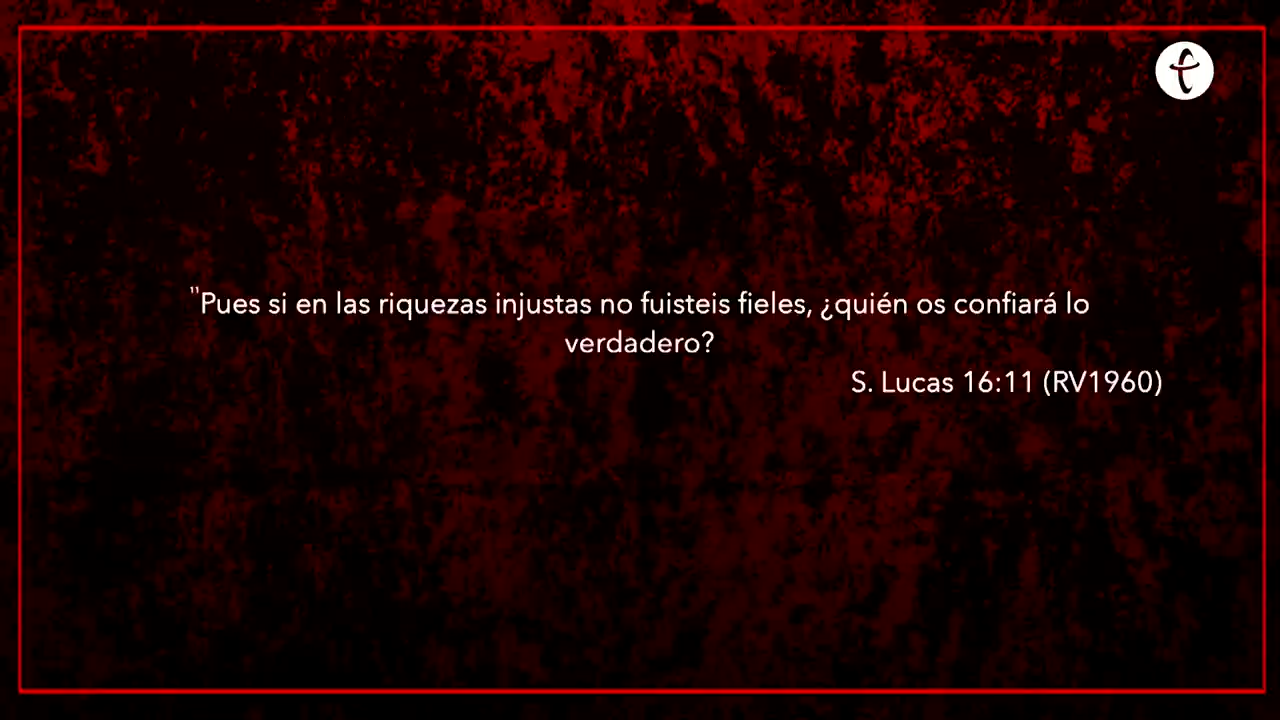 "Pues si en las riquezas injustas no fuisteis fieles, ¿quién os confiará lo
verdadero?
S. Lucas 16:11 (RV1960)